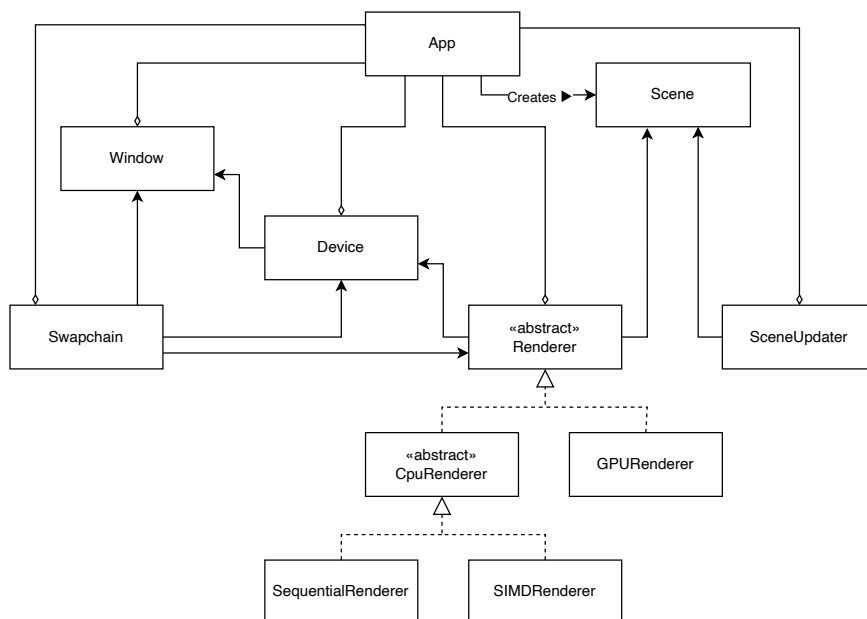 App
Creates ▶
Scene
Window
Device
Swapchain
«abstract»
Renderer
SceneUpdater
«abstract»
CpuRenderer
GPURenderer
SequentialRenderer
SIMDRenderer